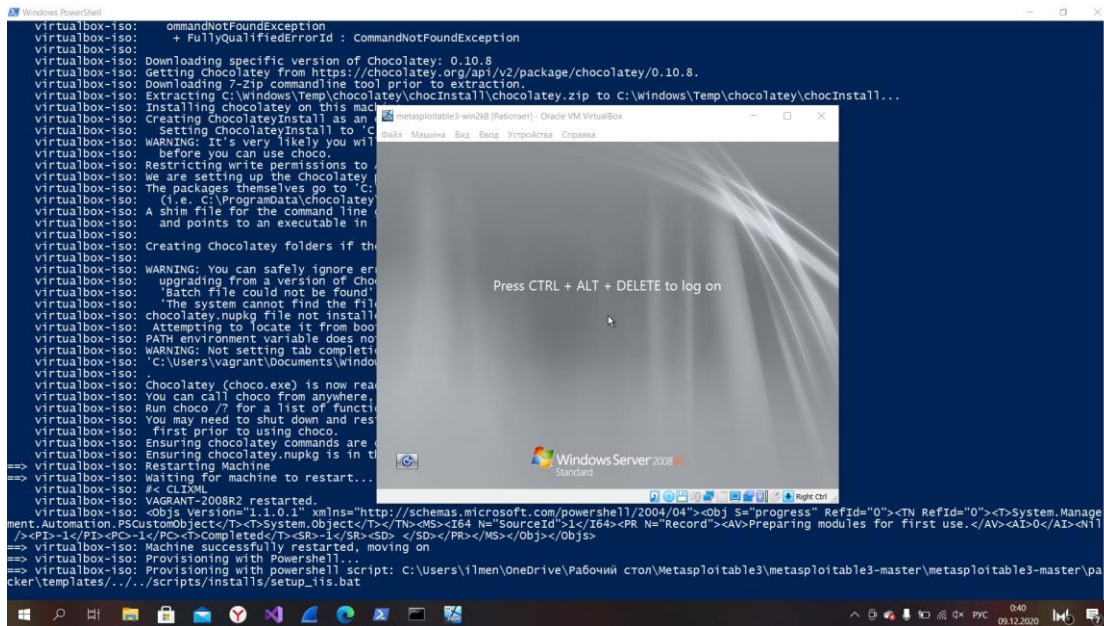 Windows PowerShell
virtualbox-iso: ommandNotFoundException
virtualbox-iso: + FullyQualifiedErrorId : CommandNotFoundException
virtualbox-iso:
virtualbox-iso: Downloading specific version of Chocolatey: 0.10.8
virtualbox-iso: Getting Chocolatey from https://chocolatey.org/api/v2/package/chocolatey/0.10.8.
virtualbox-iso: Downloading 7-Zip commandline tool prior to extraction.
virtualbox-iso: Extracting C:\Windows\Temp\chocolatey\chocInstall\chocolatey.zip to C:\Windows\Temp\chocolatey\chocInstall...
virtualbox-iso: Installing chocolatey on this mac
virtualbox-iso: Creating ChocolateyInstall as an
virtualbox-iso: Setting ChocolateyInstall to 'C
virtualbox-iso: WARNING: It's very likely you wil
virtualbox-iso: before you can use choco.
virtualbox-iso: Restricting write permissions to
virtualbox-iso: We are setting up the Chocolatey
virtualbox-iso: The packages themselves go to 'C:
virtualbox-iso: (i.e. C:\ProgramData\chocolatey
virtualbox-iso: A shim file for the command line
virtualbox-iso: and points to an executable in
virtualbox-iso:
virtualbox-iso: Creating Chocolatey folders if the
virtualbox-iso:
virtualbox-iso: WARNING: You can safely ignore er
virtualbox-iso: upgrading from a version of Cho
virtualbox-iso: 'Batch file could not be found'
virtualbox-iso: 'The system cannot find the fil
virtualbox-iso: chocolatey.nupkg file not installe
virtualbox-iso: Attempting to locate it from boo
virtualbox-iso: PATH environment variable does no
virtualbox-iso: WARNING: Not setting tab completi
virtualbox-iso: 'C:\Users\vagrant\Documents\Window
virtualbox-iso: .
virtualbox-iso: Chocolatey (choco.exe) is now rea
virtualbox-iso: You can call choco from anywhere,
virtualbox-iso: Run choco /? for a list of functi
virtualbox-iso: You may need to shut down and res
virtualbox-iso: first prior to using choco.
virtualbox-iso: Ensuring chocolatey commands are
virtualbox-iso: Ensuring chocolatey.nupkg is in t
==> virtualbox-iso: Restarting Machine
==> virtualbox-iso: Waiting for machine to restart...
virtualbox-iso: #< CLIXML
virtualbox-iso: VAGRANT-2008R2 restarted.
virtualbox-iso: <Objs Version="1.1.0.1" xmlns="http://schemas.microsoft.com/powershell/2004/04"><Obj S="progress" RefId="0"><TN RefId="0"><T>System.Manage
ment.Automation.PSCustomObject</T><T>System.Object</T></TN><MS><I64 N="SourceId">1</I64><PR N="Record"><AV>Preparing modules for first use.</AV><AI>0</AI><Nil
/><PI>-1</PI><PC>-1</PC><T>Completed</T><SR>-1</SR><SD> </SD></PR></MS></Obj></Objs>
==> virtualbox-iso: Machine successfully restarted, moving on
==> virtualbox-iso: Provisioning with Powershell...
==> virtualbox-iso: Provisioning with powershell script: C:\Users\ilmen\OneDrive\Рабочий стол\Metasploitable3\metasploitable3-master\metasploitable3-master\pa
cker\templates/../../scripts/installs/setup_iis.bat
metasploitable3-win2k8 [Работает] - Oracle VM VirtualBox
Файл Машина Вид Ввод Устройства Справка
Press CTRL + ALT + DELETE to log on
Windows Server 2008 R2
Standard
Right Ctrl
РУС
0:40
09.12.2020